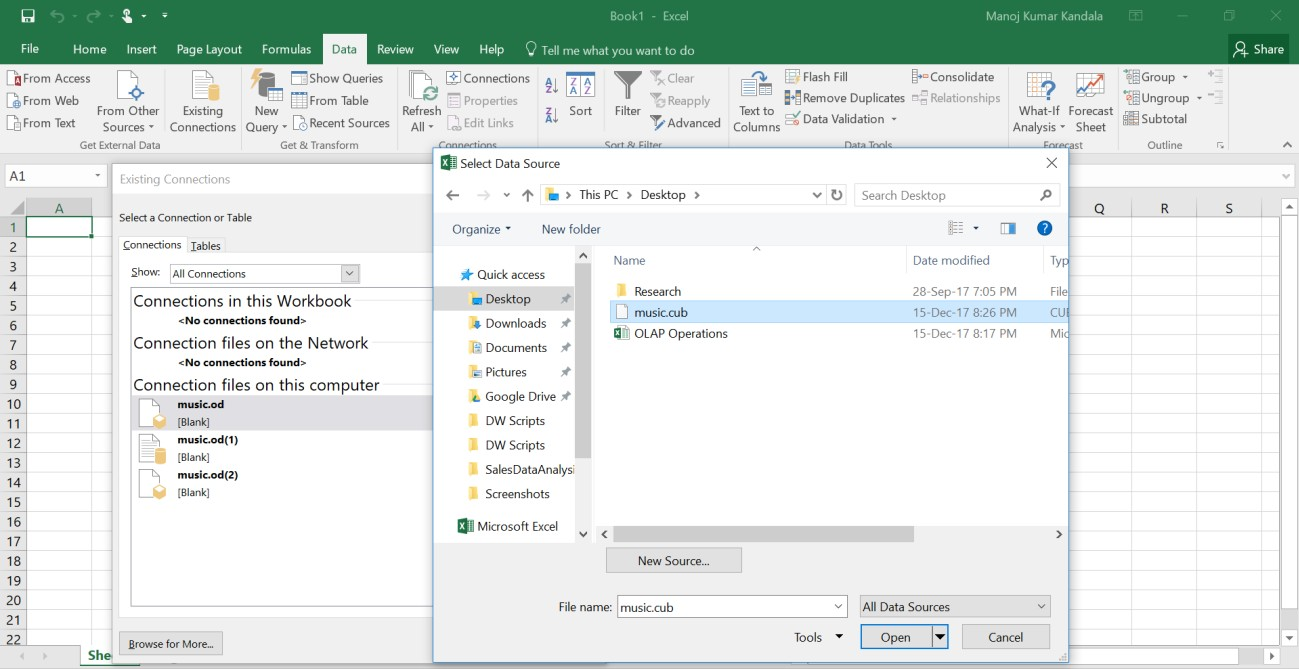 Book1 - Excel
Manoj Kumar Kandala
File Home Insert Page Layout Formulas Data Review View Help Tell me what you want to do Share
From Access
From Web
From Text
From Other Sources
Existing Connections
Get External Data
New Query
Show Queries
From Table
Recent Sources
Get & Transform
Refresh All
Connections
Properties
Edit Links
Connections
Sort
Filter
Clear
Reapply
Advanced
Sort & Filter
Text to Columns
Flash Fill
Remove Duplicates
Data Validation
Consolidate
Relationships
Data Tools
What-If Analysis
Forecast Sheet
Forecast
Group
Ungroup
Subtotal
Outline
A1
A Q R S
1
2
3
4
5
6
7
8
9
10
11
12
13
14
15
16
17
18
19
20
21
22
Existing Connections
Select a Connection or Table
Connections Tables
Show: All Connections
Connections in this Workbook
<No connections found>
Connection files on the Network
<No connections found>
Connection files on this computer
music.od
[Blank]
music.od(1)
[Blank]
music.od(2)
[Blank]
Browse for More...
She
Select Data Source
This PC > Desktop >
Search Desktop
Organize New folder
Quick access
Desktop
Downloads
Documents
Pictures
Google Drive
DW Scripts
DW Scripts
SalesDataAnalysi
Screenshots
Microsoft Excel
Name Date modified Typ
Research 28-Sep-17 7:05 PM File
music.cub 15-Dec-17 8:26 PM CUB
OLAP Operations 15-Dec-17 8:17 PM Mic
New Source...
File name: music.cub All Data Sources
Tools Open Cancel